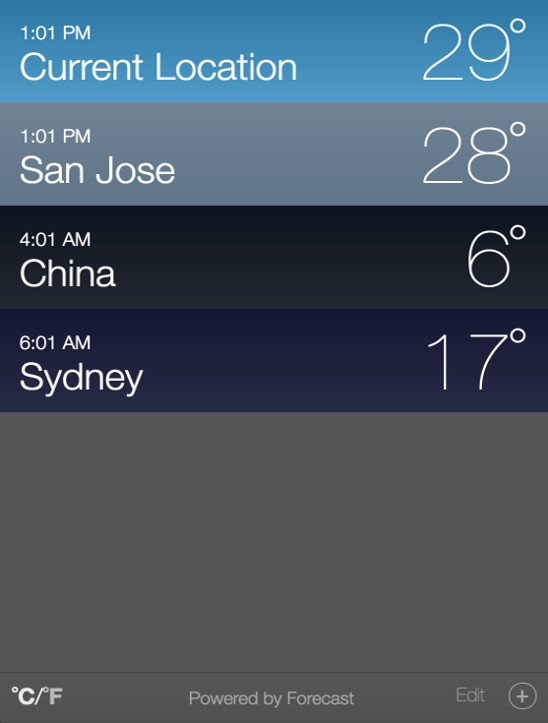 1:01 PM
Current Location
29°
1:01 PM
San Jose
28°
4:01 AM
China
6°
6:01 AM
Sydney
17°
°C/°F
Powered by Forecast
Edit
+